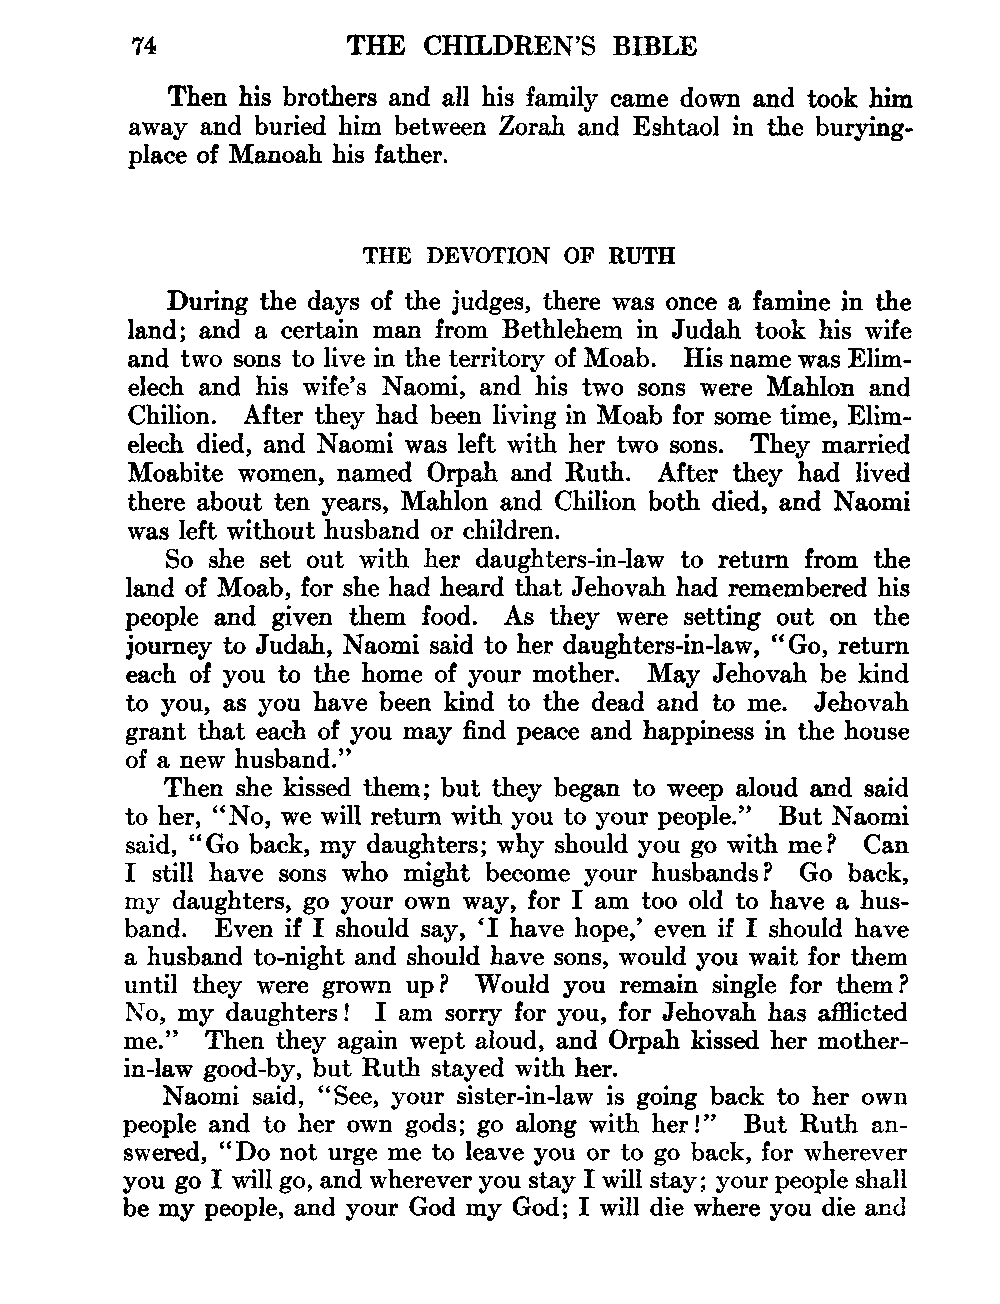 74 THE CHILDREN'S BIBLE
Then his brothers and all his family came down and took him
away and buried him between Zorah and Eshtaol in the burying-
place of Manoah his father.
THE DEVOTION OF RUTH
During the days of the judges, there was once a famine in the
land; and a certain man from Bethlehem in Judah took his wife
and two sons to live in the territory of Moab. His name was Elim-
elech and his wife's Naomi, and his two sons were Mahlon and
Chilion. After they had been living in Moab for some time, Elim-
elech died, and Naomi was left with her two sons. They married
Moabite women, named Orpah and Ruth. After they had lived
there about ten years, Mahlon and Chilion both died, and Naomi
was left without husband or children.
So she set out with her daughters-in-law to return from the
land of Moab, for she had heard that Jehovah had remembered his
people and given them food. As they were setting out on the
journey to Judah, Naomi said to her daughters-in-law, "Go, return
each of you to the home of your mother. May Jehovah be kind
to you, as you have been kind to the dead and to me. Jehovah
grant that each of you may find peace and happiness in the house
of a new husband."
Then she kissed them; but they began to weep aloud and said
to her, "No, we will return with you to your people." But Naomi
said, "Go back, my daughters; why should you go with me? Can
I still have sons who might become your husbands? Go back,
my daughters, go your own way, for I am too old to have a hus-
band. Even if I should say, 'I have hope,' even if I should have
a husband to-night and should have sons, would you wait for them
until they were grown up? Would you remain single for them?
No, my daughters! I am sorry for you, for Jehovah has afflicted
me." Then they again wept aloud, and Orpah kissed her mother-
in-law good-by, but Ruth stayed with her.
Naomi said, "See, your sister-in-law is going back to her own
people and to her own gods; go along with her!" But Ruth an-
swered, "Do not urge me to leave you or to go back, for wherever
you go I will go, and wherever you stay I will stay; your people shall
be my people, and your God my God; I will die where you die and